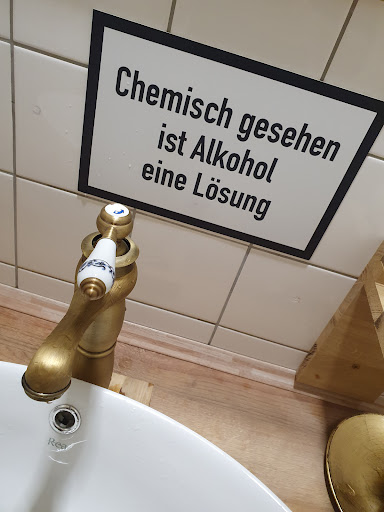 Chemisch gesehen
ist Alkohol
eine Lösung